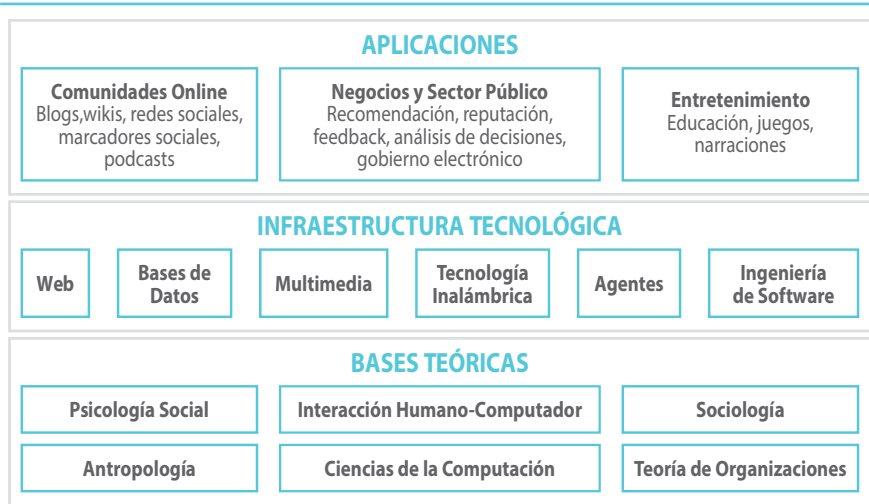 APLICACIONES
Comunidades Online
Blogs,wikis, redes sociales,
marcadores sociales,
podcasts
Negocios y Sector Público
Recomendación, reputación,
feedback, análisis de decisiones,
gobierno electrónico
Entretenimiento
Educación, juegos,
narraciones
INFRAESTRUCTURA TECNOLÓGICA
Web
Bases de
Datos
Multimedia
Tecnología
Inalámbrica
Agentes
Ingeniería
de Software
BASES TEÓRICAS
Psicología Social
Interacción Humano-Computador
Sociología
Antropología
Ciencias de la Computación
Teoría de Organizaciones